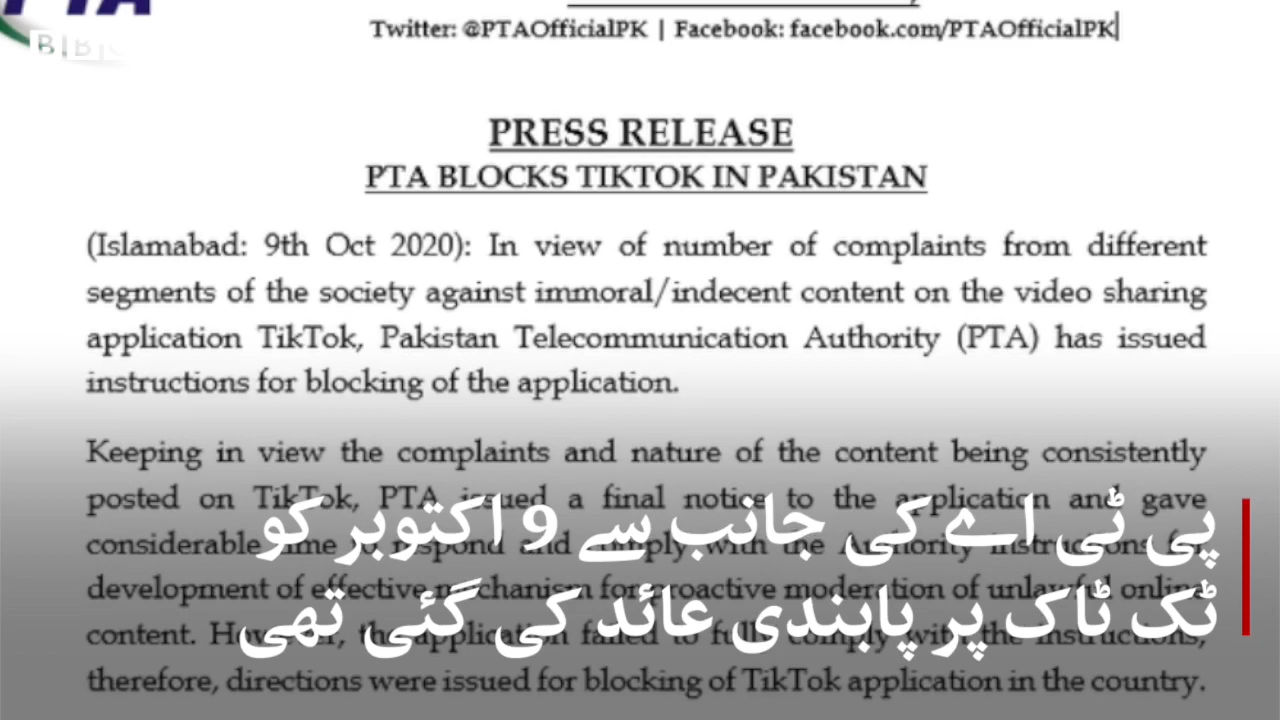 PTA
BBC
Twitter: @PTAOfficialPK | Facebook: facebook.com/PTAOfficialPK
PRESS RELEASE
PTA BLOCKS TIKTOK IN PAKISTAN
(Islamabad: 9th Oct 2020): In view of number of complaints from different
segments of the society against immoral/indecent content on the video sharing
application TikTok, Pakistan Telecommunication Authority (PTA) has issued
instructions for blocking of the application.
Keeping in view the complaints and nature of the content being consistently
posted on TikTok, PTA issued a final notice to the application and gave
considerable time to respond and comply with the Authority instructions for
development of effective mechanism for proactive moderation of unlawful online
content. However, the application failed to fully comply with the instructions,
therefore, directions were issued for blocking of TikTok application in the country.
پی ٹی اے کی جانب سے 9 اکتوبر کو
ٹک ٹاک پر پابندی عائد کی گئی تھی